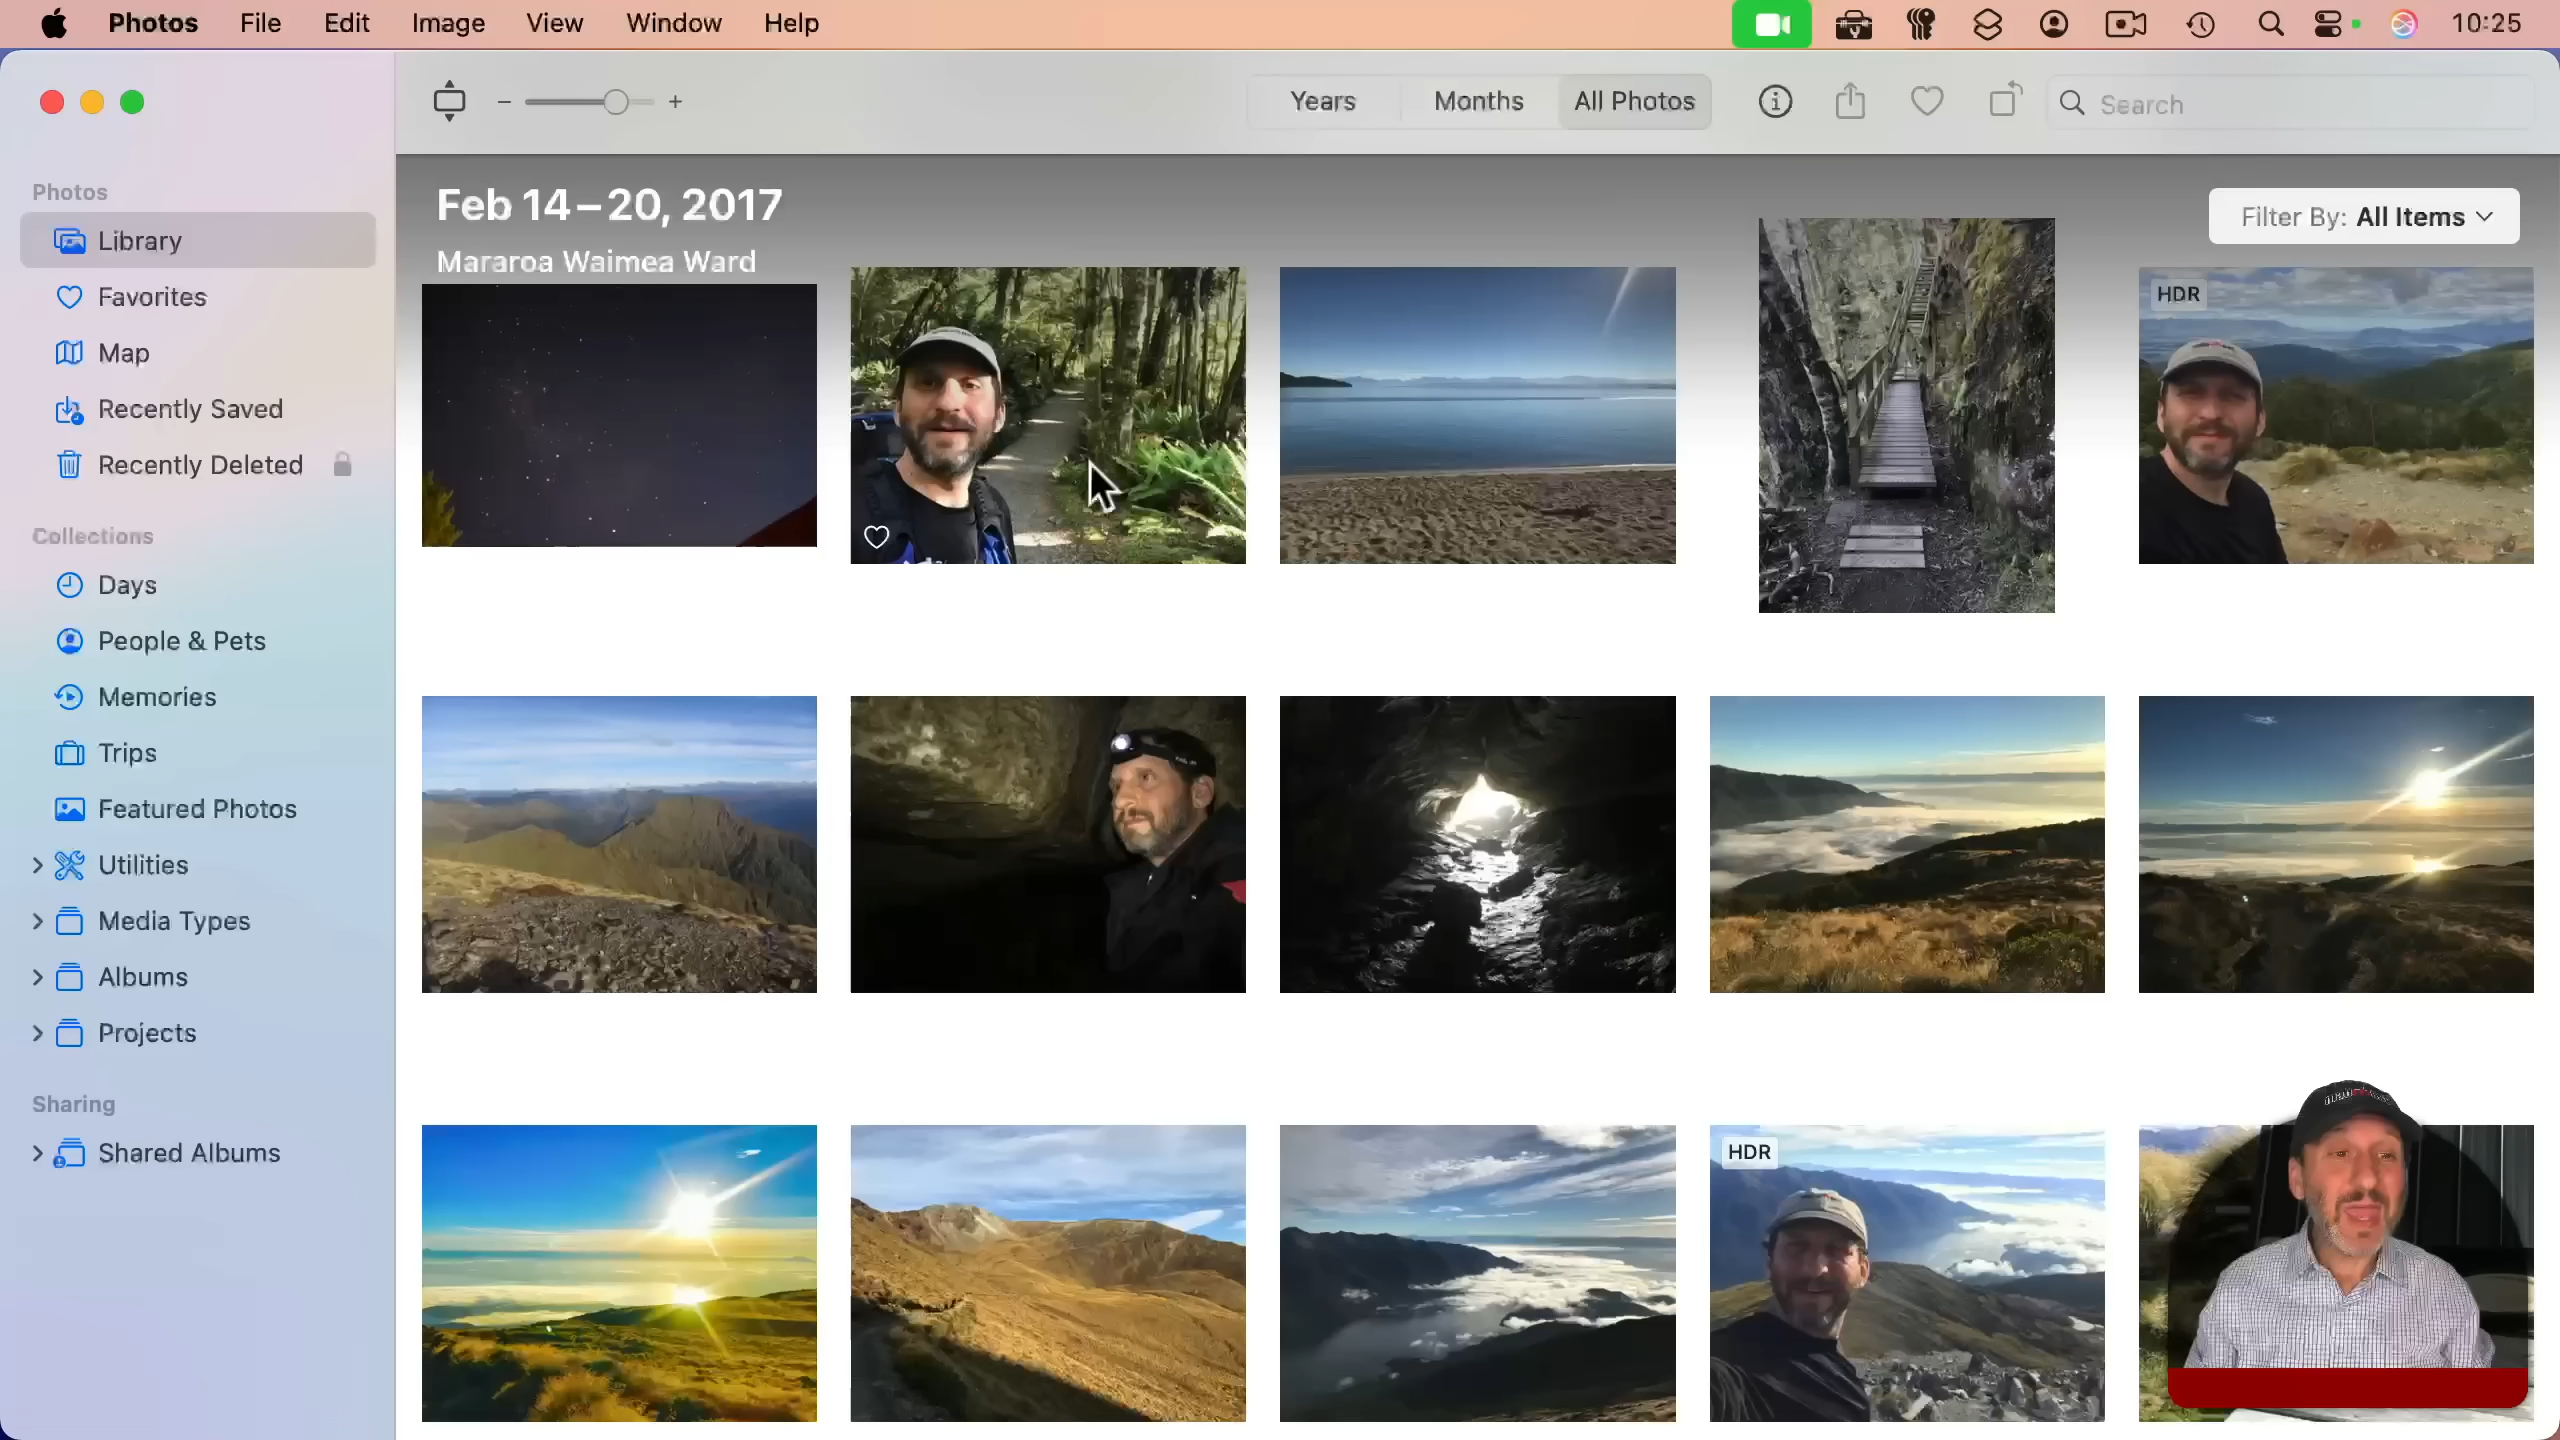 Photos File Edit Image View Window Help 10:25
Years Months All Photos Search
Photos
Library
Favorites
Map
Recently Saved
Recently Deleted
Collections
Days
People & Pets
Memories
Trips
Featured Photos
Utilities
Media Types
Albums
Projects
Sharing
Shared Albums
Feb 14–20, 2017
Mararoa Waimea Ward
Filter By: All Items
HDR
HDR